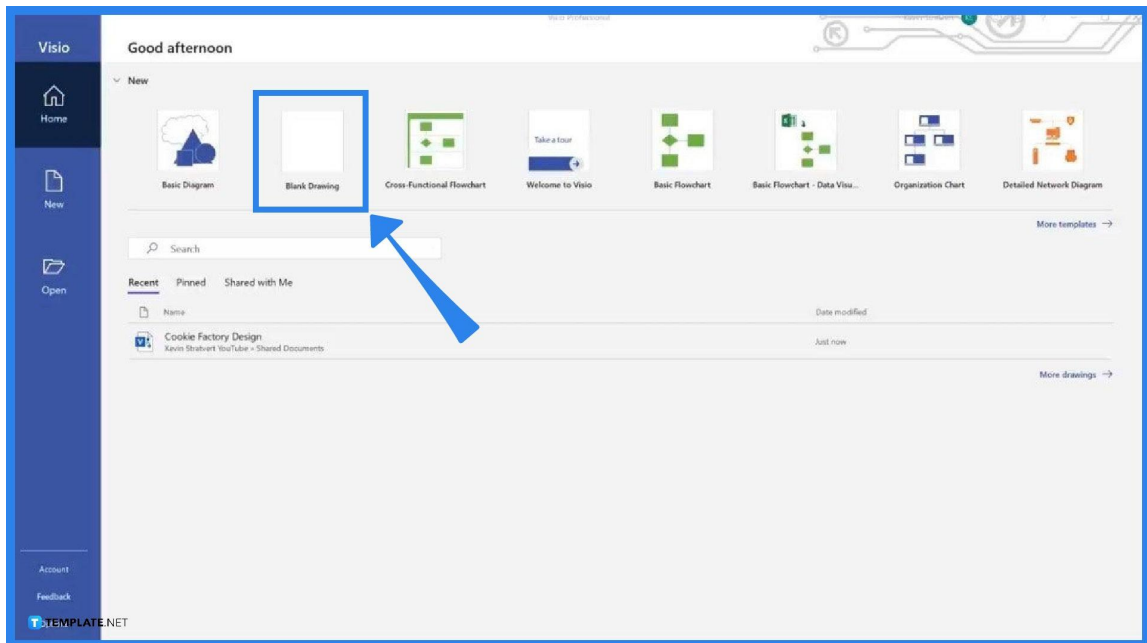 Visio Professional
Visio
Good afternoon
Home
New
Open
Account
Feedback
TEMPLATE.NET
New
Basic Diagram
Blank Drawing
Cross-Functional Flowchart
Take a tour
Welcome to Visio
Basic Flowchart
Basic Flowchart - Data Visu...
Organization Chart
Detailed Network Diagram
More templates
Search
Recent Pinned Shared with Me
Name Date modified
Cookie Factory Design Just now
Kevin Stratvert YouTube » Shared Documents
More drawings